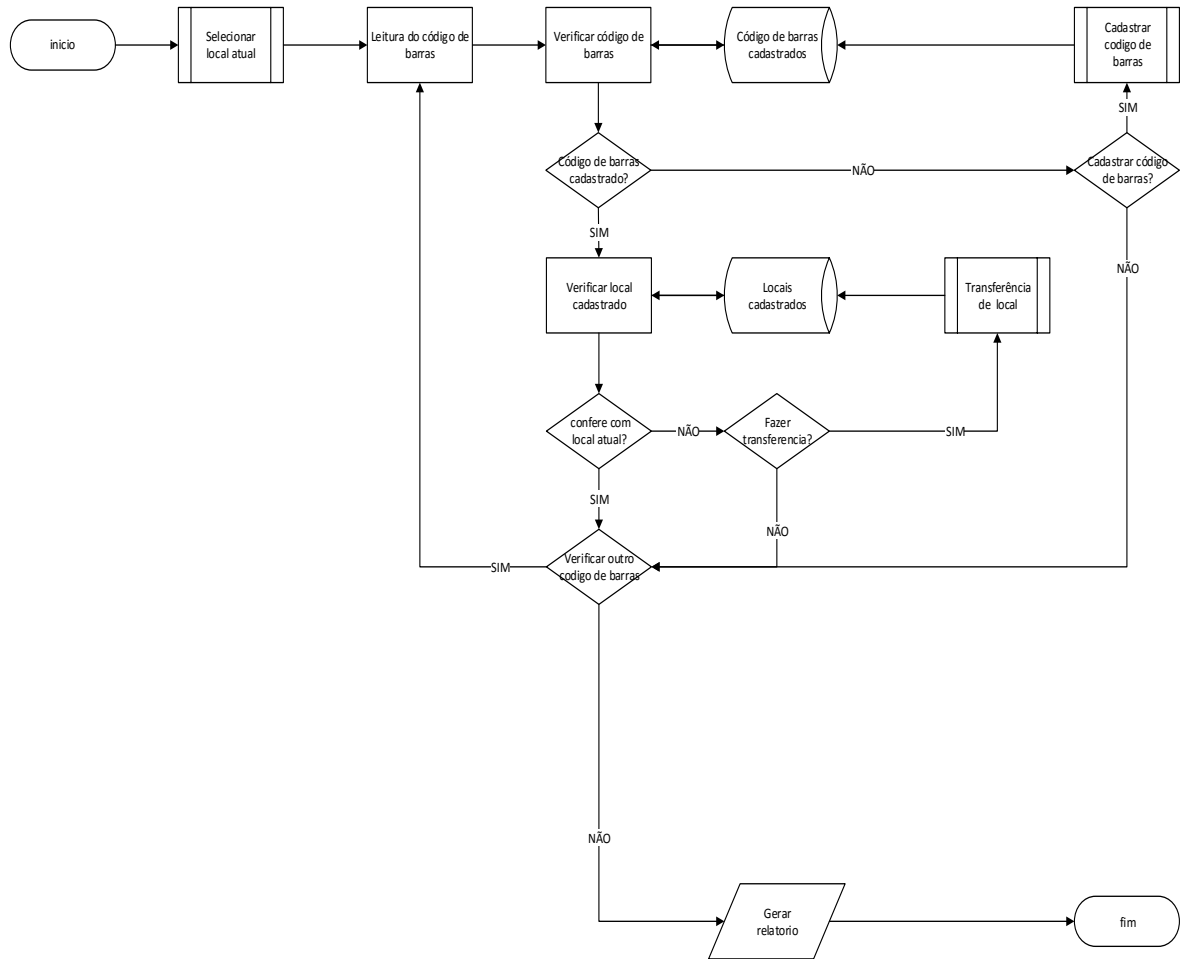 inicio
Selecionar
local atual
Leitura do código de
barras
Verificar código de
barras
Código de barras
cadastrados
Cadastrar
codigo de
barras
SIM
Código de barras
cadastrado?
NÃO
Cadastrar código
de barras?
SIM
NÃO
Verificar local
cadastrado
Locais
cadastrados
Transferência
de local
confere com
local atual?
NÃO
Fazer
transferencia?
SIM
SIM
NÃO
Verificar outro
codigo de barras
SIM
NÃO
Gerar
relatorio
fim